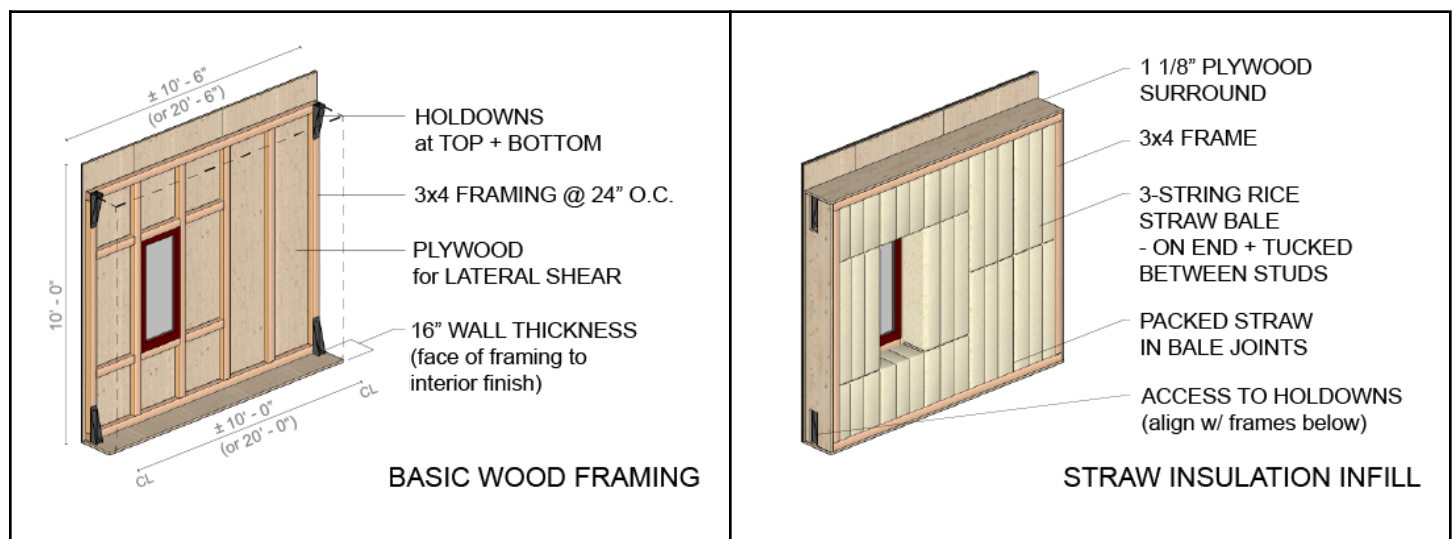 ± 10' - 6"
(or 20' - 6")
HOLDOWNS
at TOP + BOTTOM
3x4 FRAMING @ 24” O.C.
PLYWOOD
for LATERAL SHEAR
10' - 0"
16” WALL THICKNESS
(face of framing to
interior finish)
CL
± 10' - 0"
(or 20' - 0")
CL
BASIC WOOD FRAMING
1 1/8” PLYWOOD
SURROUND
3x4 FRAME
3-STRING RICE
STRAW BALE
- ON END + TUCKED
BETWEEN STUDS
PACKED STRAW
IN BALE JOINTS
ACCESS TO HOLDOWNS
(align w/ frames below)
STRAW INSULATION INFILL